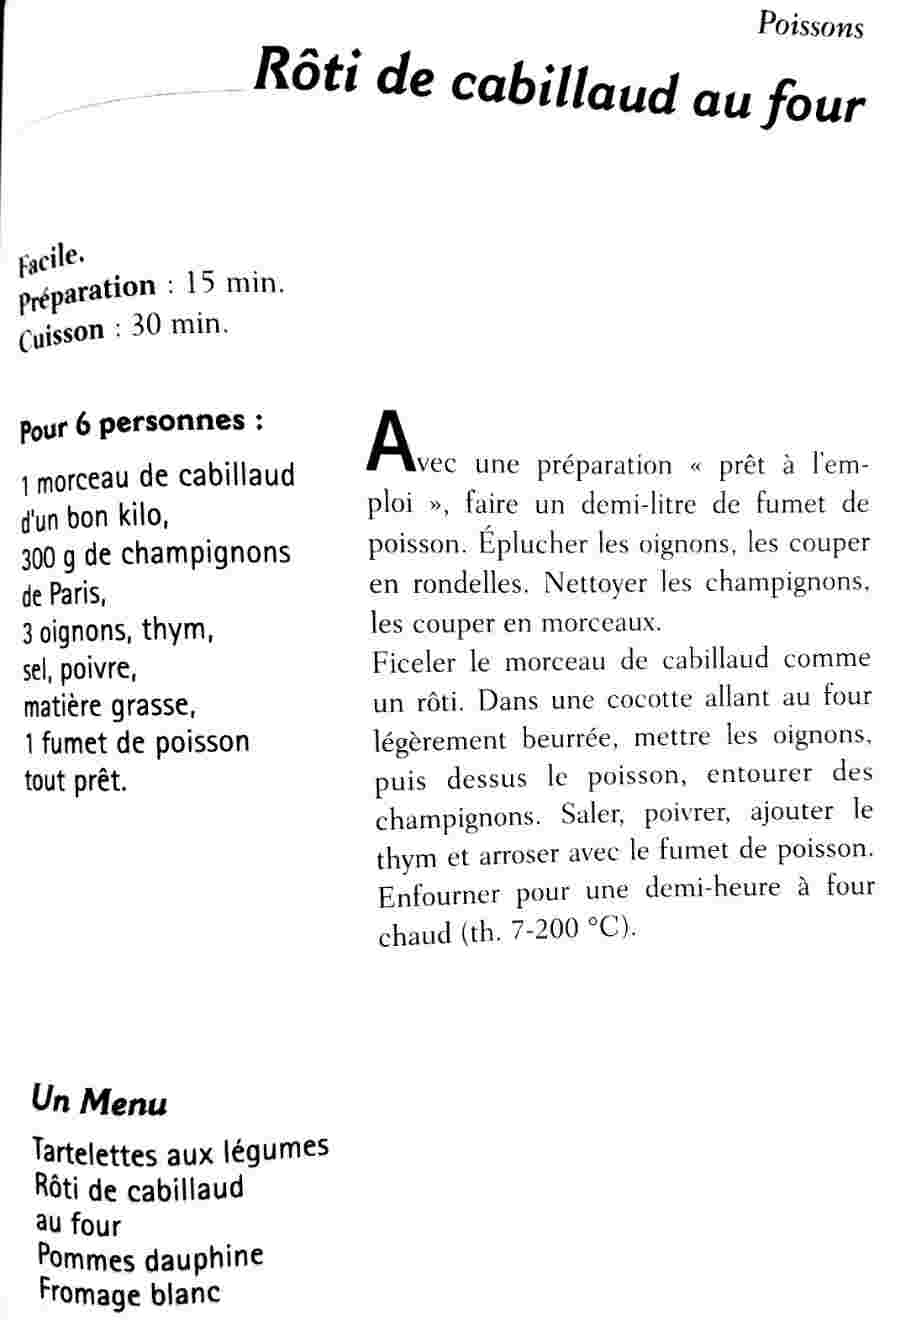 Poissons
Rôti de cabillaud au four
Facile.
Préparation : 15 min.
Cuisson : 30 min.
Pour 6 personnes :
1 morceau de cabillaud
d'un bon kilo,
300 g de champignons
de Paris,
3 oignons, thym,
sel, poivre,
matière grasse,
1 fumet de poisson
tout prêt.
Avec une préparation « prêt à l'em-
ploi », faire un demi-litre de fumet de
poisson. Éplucher les oignons, les couper
en rondelles. Nettoyer les champignons,
les couper en morceaux.
Ficeler le morceau de cabillaud comme
un rôti. Dans une cocotte allant au four
légèrement beurrée, mettre les oignons,
puis dessus le poisson, entourer des
champignons. Saler, poivrer, ajouter le
thym et arroser avec le fumet de poisson.
Enfourner pour une demi-heure à four
chaud (th. 7-200 °C).
Un Menu
Tartelettes aux légumes
Rôti de cabillaud
au four
Pommes dauphine
Fromage blanc